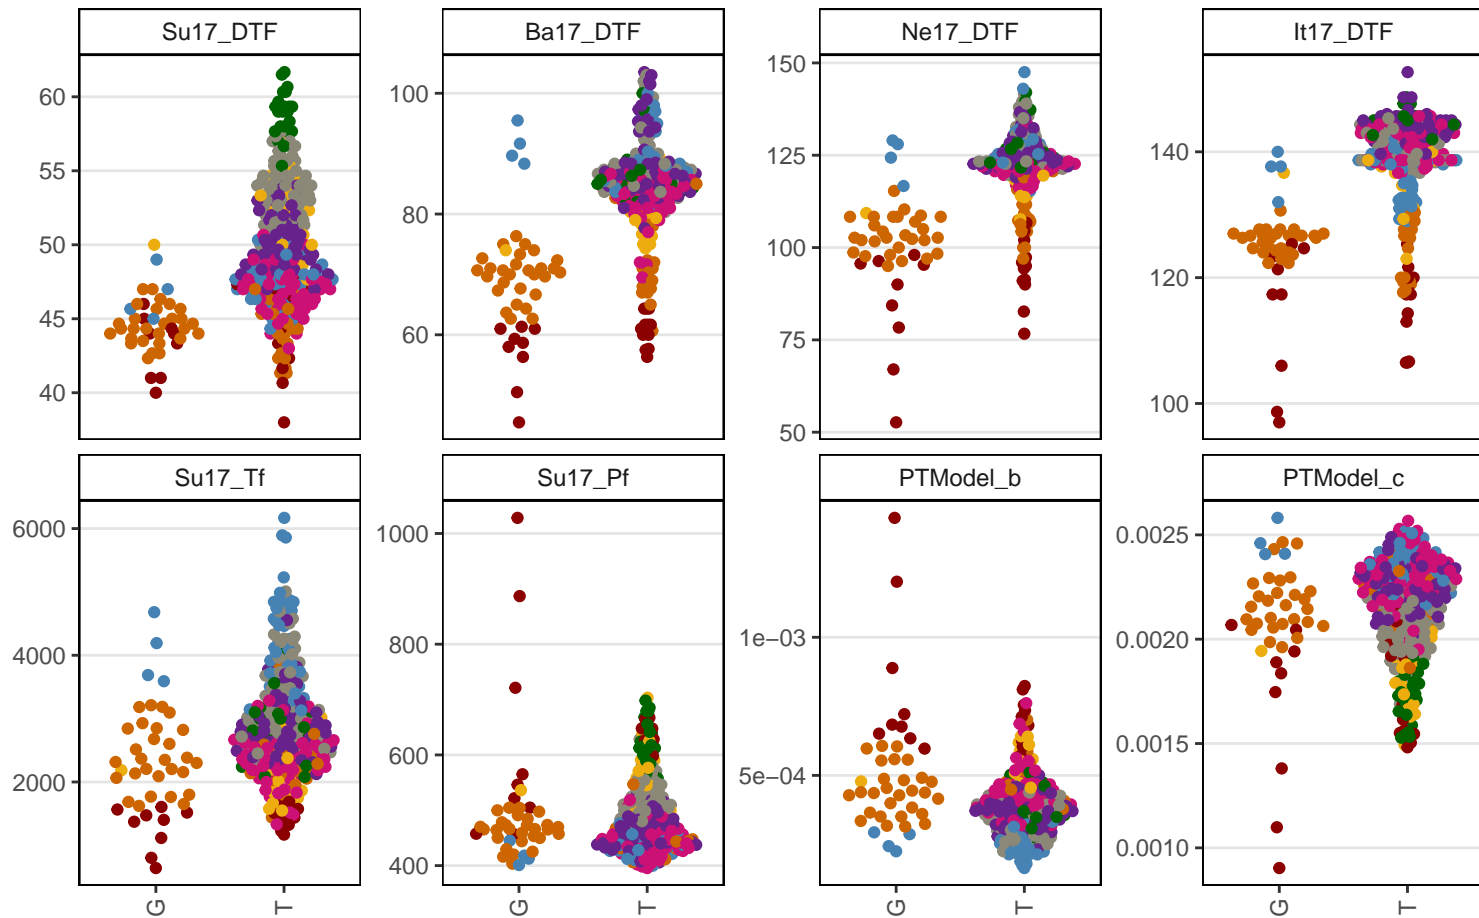 Su17_DTF
Ba17_DTF
Ne17_DTF
It17_DTF
60
55
50
45
40
100
80
60
150
125
100
75
50
140
120
100
Su17_Tf
Su17_Pf
PTModel_b
PTModel_c
6000
4000
2000
1000
800
600
400
1e−03
5e−04
0.0025
0.0020
0.0015
0.0010
G
T
G
T
G
T
G
T